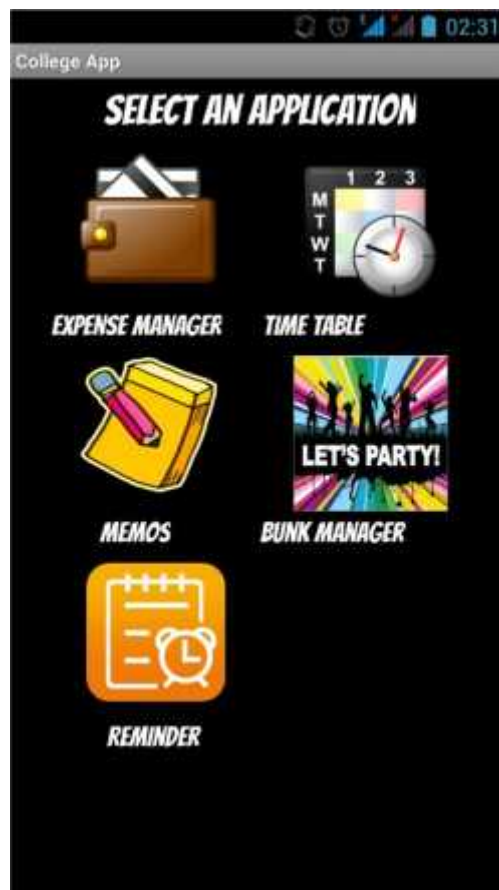 02:31
College App
SELECT AN APPLICATION
1 2 3
M
T
W
T
EXPENSE MANAGER TIME TABLE
LET'S PARTY!
MEMOS BUNK MANAGER
REMINDER